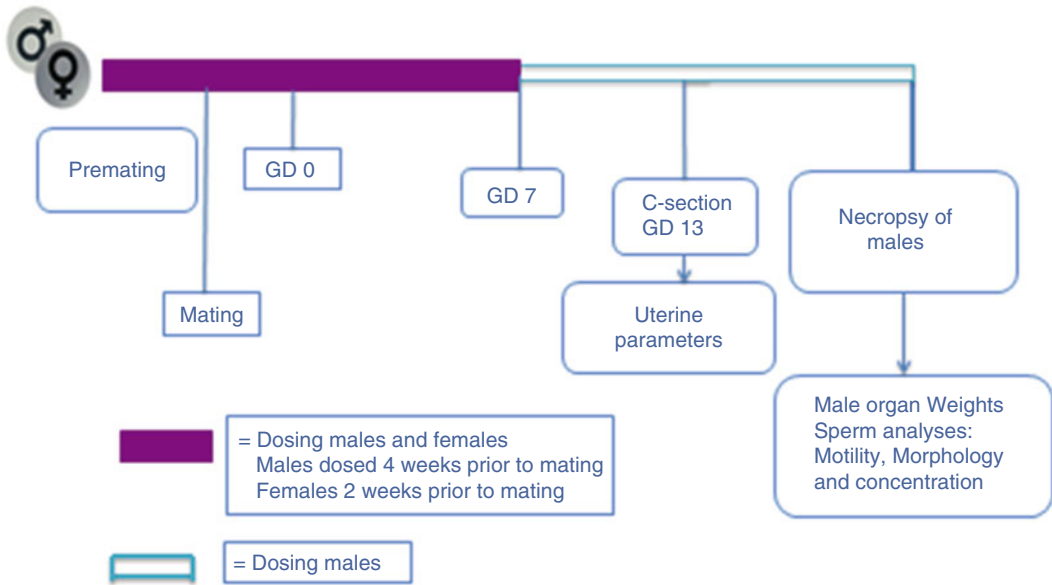 Premating
GD 0
GD 7
C-section
GD 13
Necropsy of
males
Mating
Uterine
parameters
Male organ Weights
Sperm analyses:
Motility, Morphology
and concentration
= Dosing males and females
Males dosed 4 weeks prior to mating
Females 2 weeks prior to mating
= Dosing males